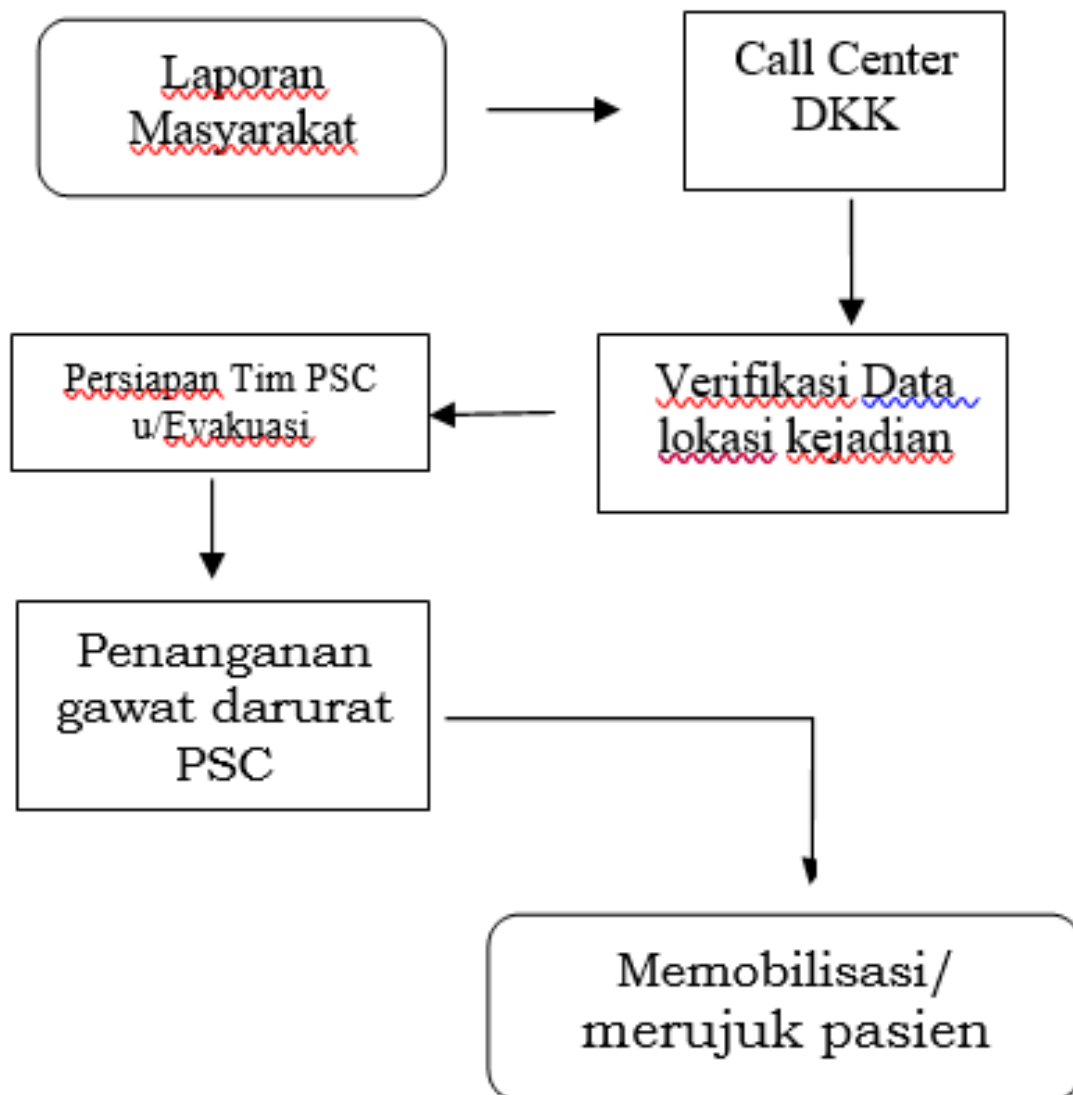 Laporan
Masyarakat
Call Center
DKK
Verifikasi Data
lokasi kejadian
Persiapan Tim PSC
u/Evakuasi
Penanganan
gawat darurat
PSC
Memobilisasi/
merujuk pasien